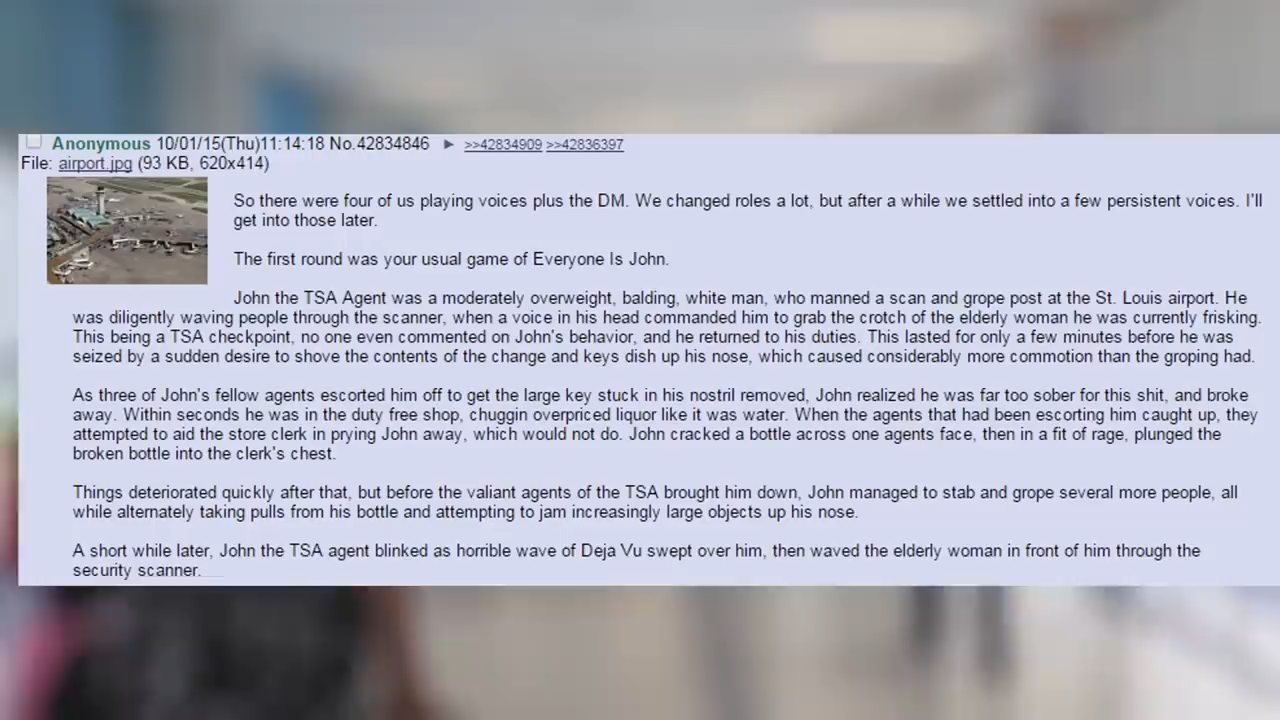 Anonymous 10/01/15(Thu)11:14:18 No.42834846 ► >>42834909 >>42836397
File: airport.jpg (93 KB, 620x414)
So there were four of us playing voices plus the DM. We changed roles a lot, but after a while we settled into a few persistent voices. I'll
get into those later.
The first round was your usual game of Everyone Is John.
John the TSA Agent was a moderately overweight, balding, white man, who manned a scan and grope post at the St. Louis airport. He
was diligently waving people through the scanner, when a voice in his head commanded him to grab the crotch of the elderly woman he was currently frisking.
This being a TSA checkpoint, no one even commented on John's behavior, and he returned to his duties. This lasted for only a few minutes before he was
seized by a sudden desire to shove the contents of the change and keys dish up his nose, which caused considerably more commotion than the groping had.
As three of John's fellow agents escorted him off to get the large key stuck in his nostril removed, John realized he was far too sober for this shit, and broke
away. Within seconds he was in the duty free shop, chuggin overpriced liquor like it was water. When the agents that had been escorting him caught up, they
attempted to aid the store clerk in prying John away, which would not do. John cracked a bottle across one agents face, then in a fit of rage, plunged the
broken bottle into the clerk's chest.
Things deteriorated quickly after that, but before the valiant agents of the TSA brought him down, John managed to stab and grope several more people, all
while alternately taking pulls from his bottle and attempting to jam increasingly large objects up his nose.
A short while later, John the TSA agent blinked as horrible wave of Deja Vu swept over him, then waved the elderly woman in front of him through the
security scanner.